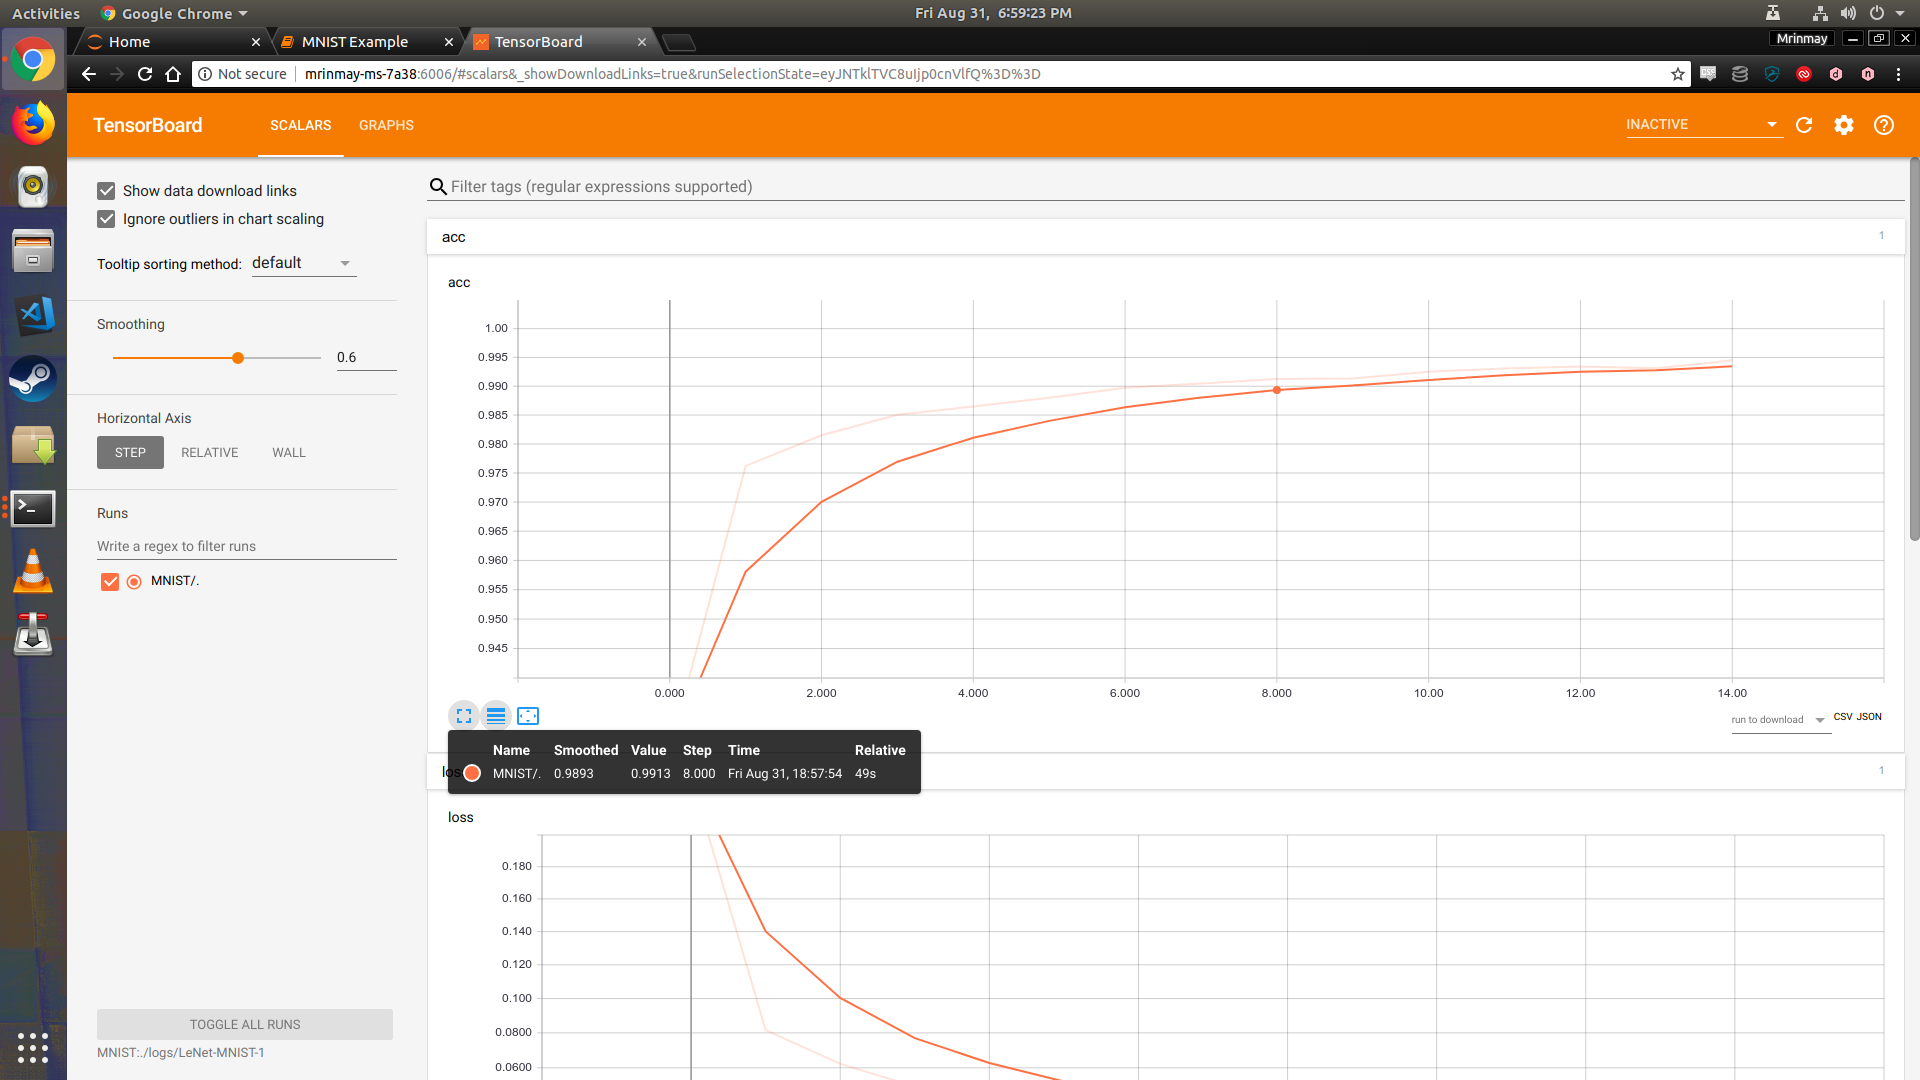 Activities Google Chrome Fri Aug 31, 6:59:23 PM
Home MNIST Example TensorBoard Mrinmay
Not secure mrinmay-ms-7a38:6006/#scalars&_showDownloadLinks=true&runSelectionState=eyJNTklTVC8uIjp0cnVlfQ%3D%3D
TensorBoard SCALARS GRAPHS INACTIVE
Show data download links
Ignore outliers in chart scaling
Tooltip sorting method: default
Smoothing
0.6
Horizontal Axis
STEP RELATIVE WALL
Runs
Write a regex to filter runs
MNIST/.
TOGGLE ALL RUNS
MNIST:./logs/LeNet-MNIST-1
Filter tags (regular expressions supported)
acc 1
acc
1.00
0.995
0.990
0.985
0.980
0.975
0.970
0.965
0.960
0.955
0.950
0.945
0.000 2.000 4.000 6.000 8.000 10.00 12.00 14.00
run to download CSV JSON
Name Smoothed Value Step Time Relative
MNIST/. 0.9893 0.9913 8.000 Fri Aug 31, 18:57:54 49s
los 1
loss
0.180
0.160
0.140
0.120
0.100
0.0800
0.0600